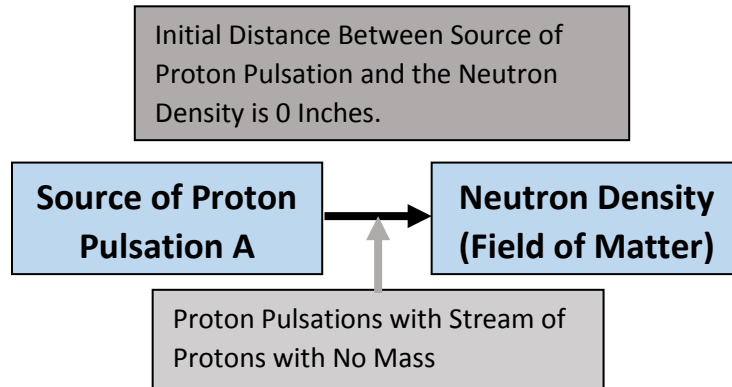 Initial Distance Between Source of
Proton Pulsation and the Neutron
Density is 0 Inches.
Source of Proton
Pulsation A
Neutron Density
(Field of Matter)
Proton Pulsations with Stream of
Protons with No Mass